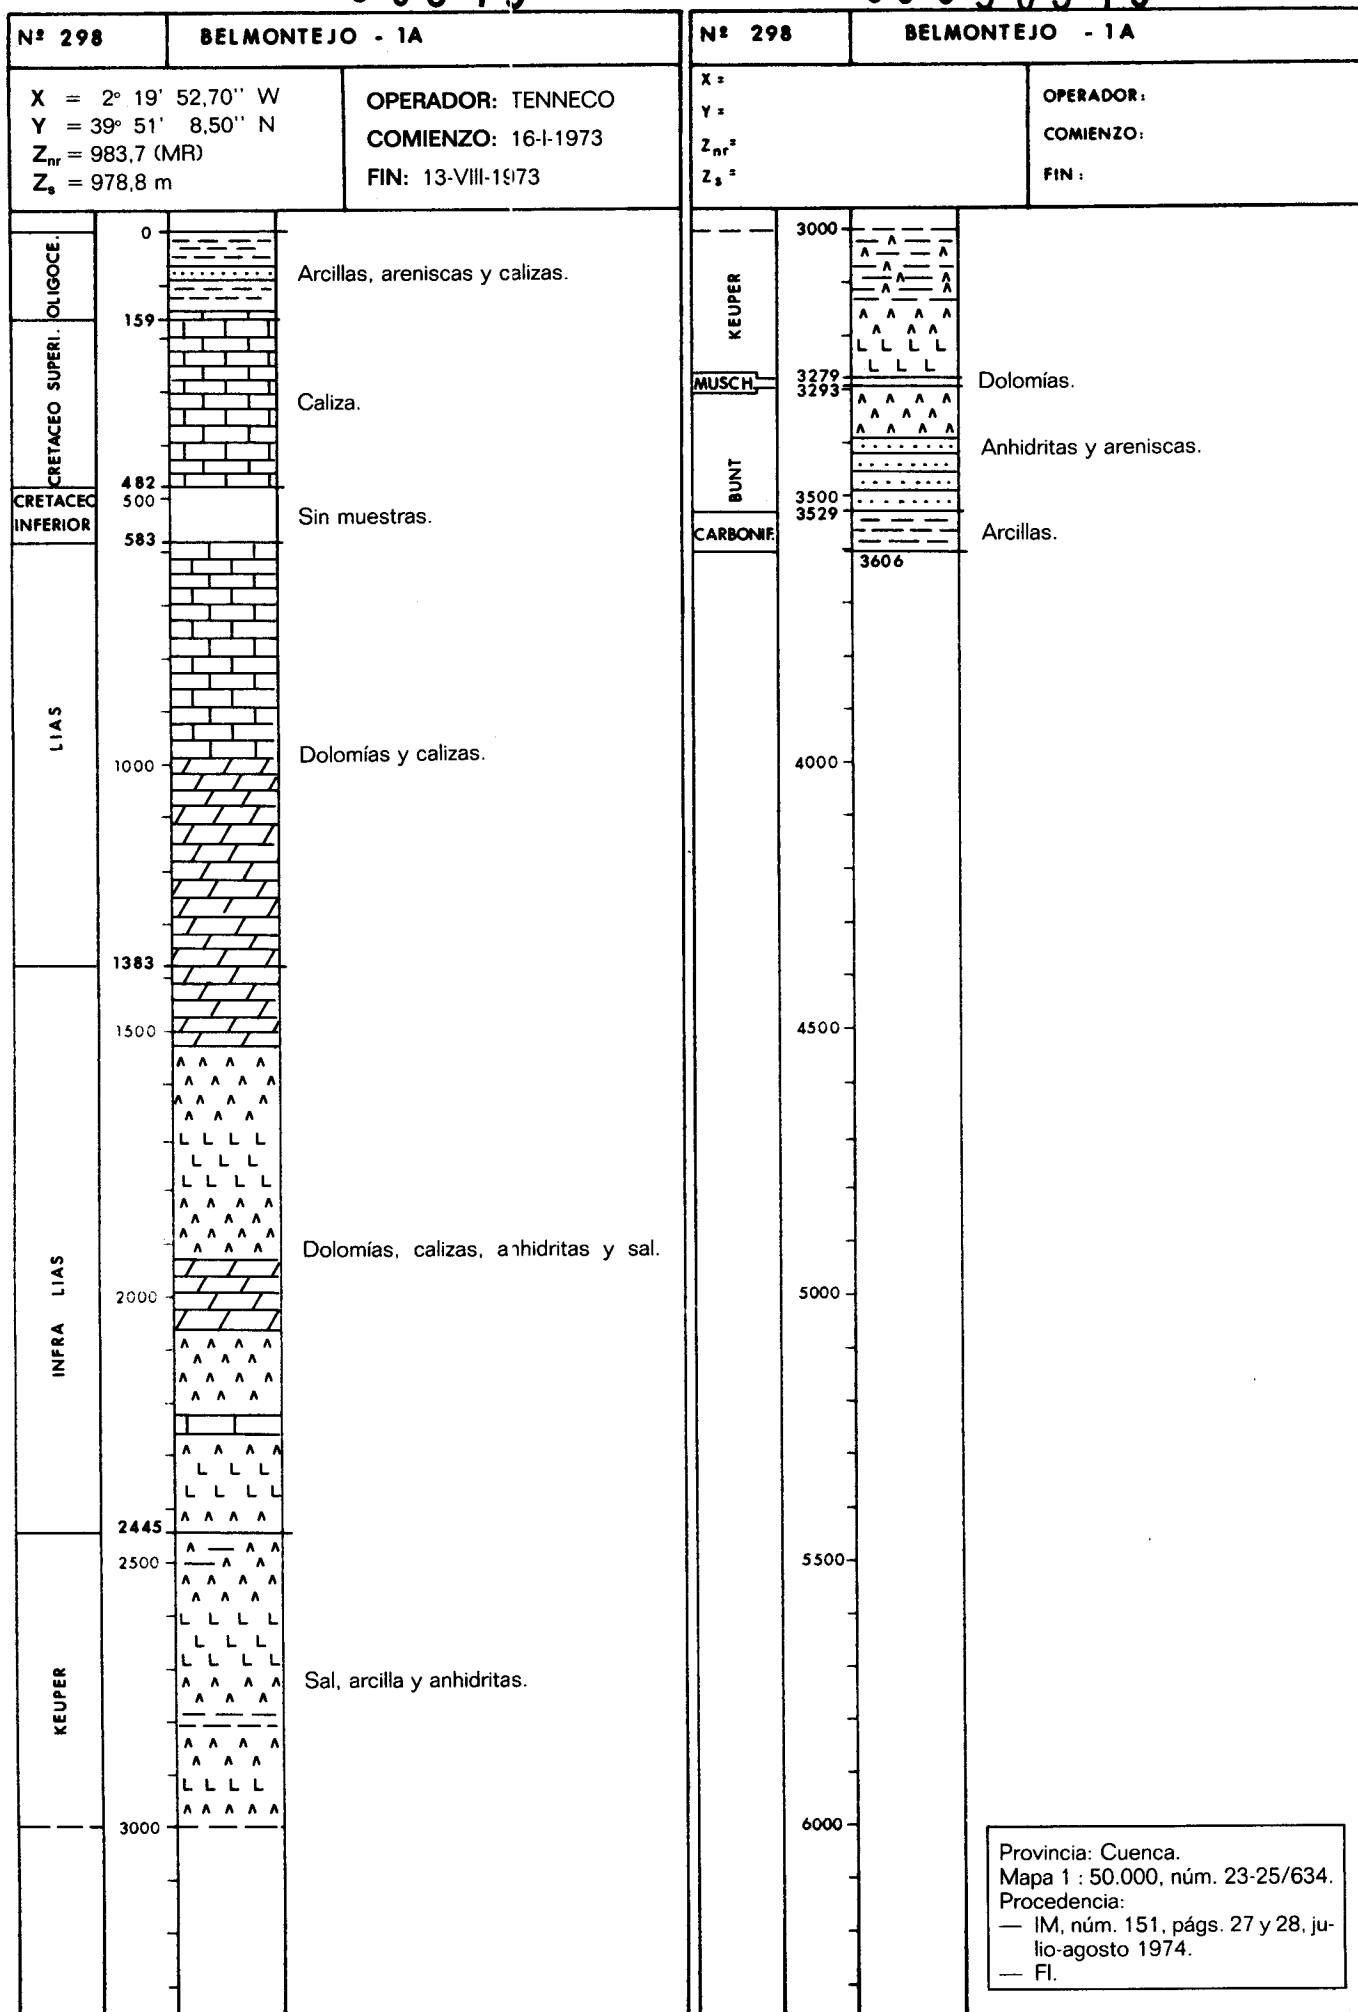 Nº 298 BELMONTEJO - 1A
X = 2º 19' 52,70'' W
Y = 39º 51' 8,50'' N
Znr = 983,7 (MR)
Zs = 978,8 m
OPERADOR: TENNECO
COMIENZO: 16-I-1973
FIN: 13-VIII-1973
OLIGOCE.
CRETACEO SUPERI.
CRETACEO
INFERIOR
LIAS
INFRA LIAS
KEUPER
0
159
482
500
583
1000
1383
1500
2000
2445
2500
3000
Arcillas, areniscas y calizas.
Caliza.
Sin muestras.
Dolomías y calizas.
Dolomías, calizas, anhidritas y sal.
Sal, arcilla y anhidritas.
Nº 298 BELMONTEJO - 1A
X =
Y =
Znr=
Zs =
OPERADOR:
COMIENZO:
FIN :
KEUPER
MUSCH.
BUNT
CARBONIF.
3000
3279
3293
3500
3529
3606
4000
4500
5000
5500
6000
Dolomías.
Anhidritas y areniscas.
Arcillas.
Provincia: Cuenca.
Mapa 1 : 50.000, núm. 23-25/634.
Procedencia:
— IM, núm. 151, págs. 27 y 28, ju-
lio-agosto 1974.
— FI.